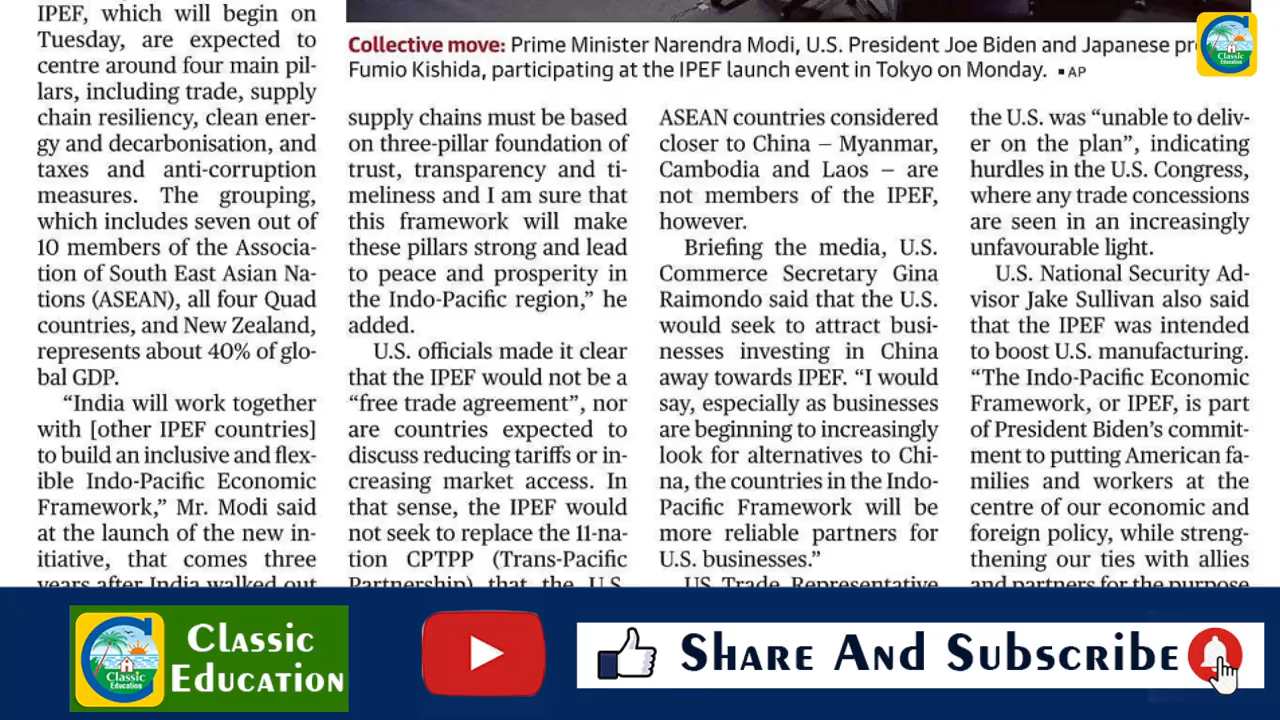 IPEF, which will begin on
Tuesday, are expected to
centre around four main pil-
lars, including trade, supply
chain resiliency, clean ener-
gy and decarbonisation, and
taxes and anti-corruption
measures. The grouping,
which includes seven out of
10 members of the Associa-
tion of South East Asian Na-
tions (ASEAN), all four Quad
countries, and New Zealand,
represents about 40% of glo-
bal GDP.
“India will work together
with [other IPEF countries]
to build an inclusive and flex-
ible Indo-Pacific Economic
Framework,” Mr. Modi said
at the launch of the new in-
itiative, that comes three
years after India walked out
Collective move: Prime Minister Narendra Modi, U.S. President Joe Biden and Japanese
Fumio Kishida, participating at the IPEF launch event in Tokyo on Monday. ▪ AP
supply chains must be based
on three-pillar foundation of
trust, transparency and ti-
meliness and I am sure that
this framework will make
these pillars strong and lead
to peace and prosperity in
the Indo-Pacific region,” he
added.
U.S. officials made it clear
that the IPEF would not be a
“free trade agreement”, nor
are countries expected to
discuss reducing tariffs or in-
creasing market access. In
that sense, the IPEF would
not seek to replace the 11-na-
tion CPTPP (Trans-Pacific
Partnership) that the U.S.
ASEAN countries considered
closer to China – Myanmar,
Cambodia and Laos – are
not members of the IPEF,
however.
Briefing the media, U.S.
Commerce Secretary Gina
Raimondo said that the U.S.
would seek to attract busi-
nesses investing in China
away towards IPEF. “I would
say, especially as businesses
are beginning to increasingly
look for alternatives to Chi-
na, the countries in the Indo-
Pacific Framework will be
more reliable partners for
U.S. businesses.”
US Trade Representative
the U.S. was “unable to deliv-
er on the plan”, indicating
hurdles in the U.S. Congress,
where any trade concessions
are seen in an increasingly
unfavourable light.
U.S. National Security Ad-
visor Jake Sullivan also said
that the IPEF was intended
to boost U.S. manufacturing.
“The Indo-Pacific Economic
Framework, or IPEF, is part
of President Biden’s commit-
ment to putting American fa-
milies and workers at the
centre of our economic and
foreign policy, while streng-
thening our ties with allies
and partners for the purpose
Classic
Education
Classic
Education
Classic
Education
Share And Subscribe